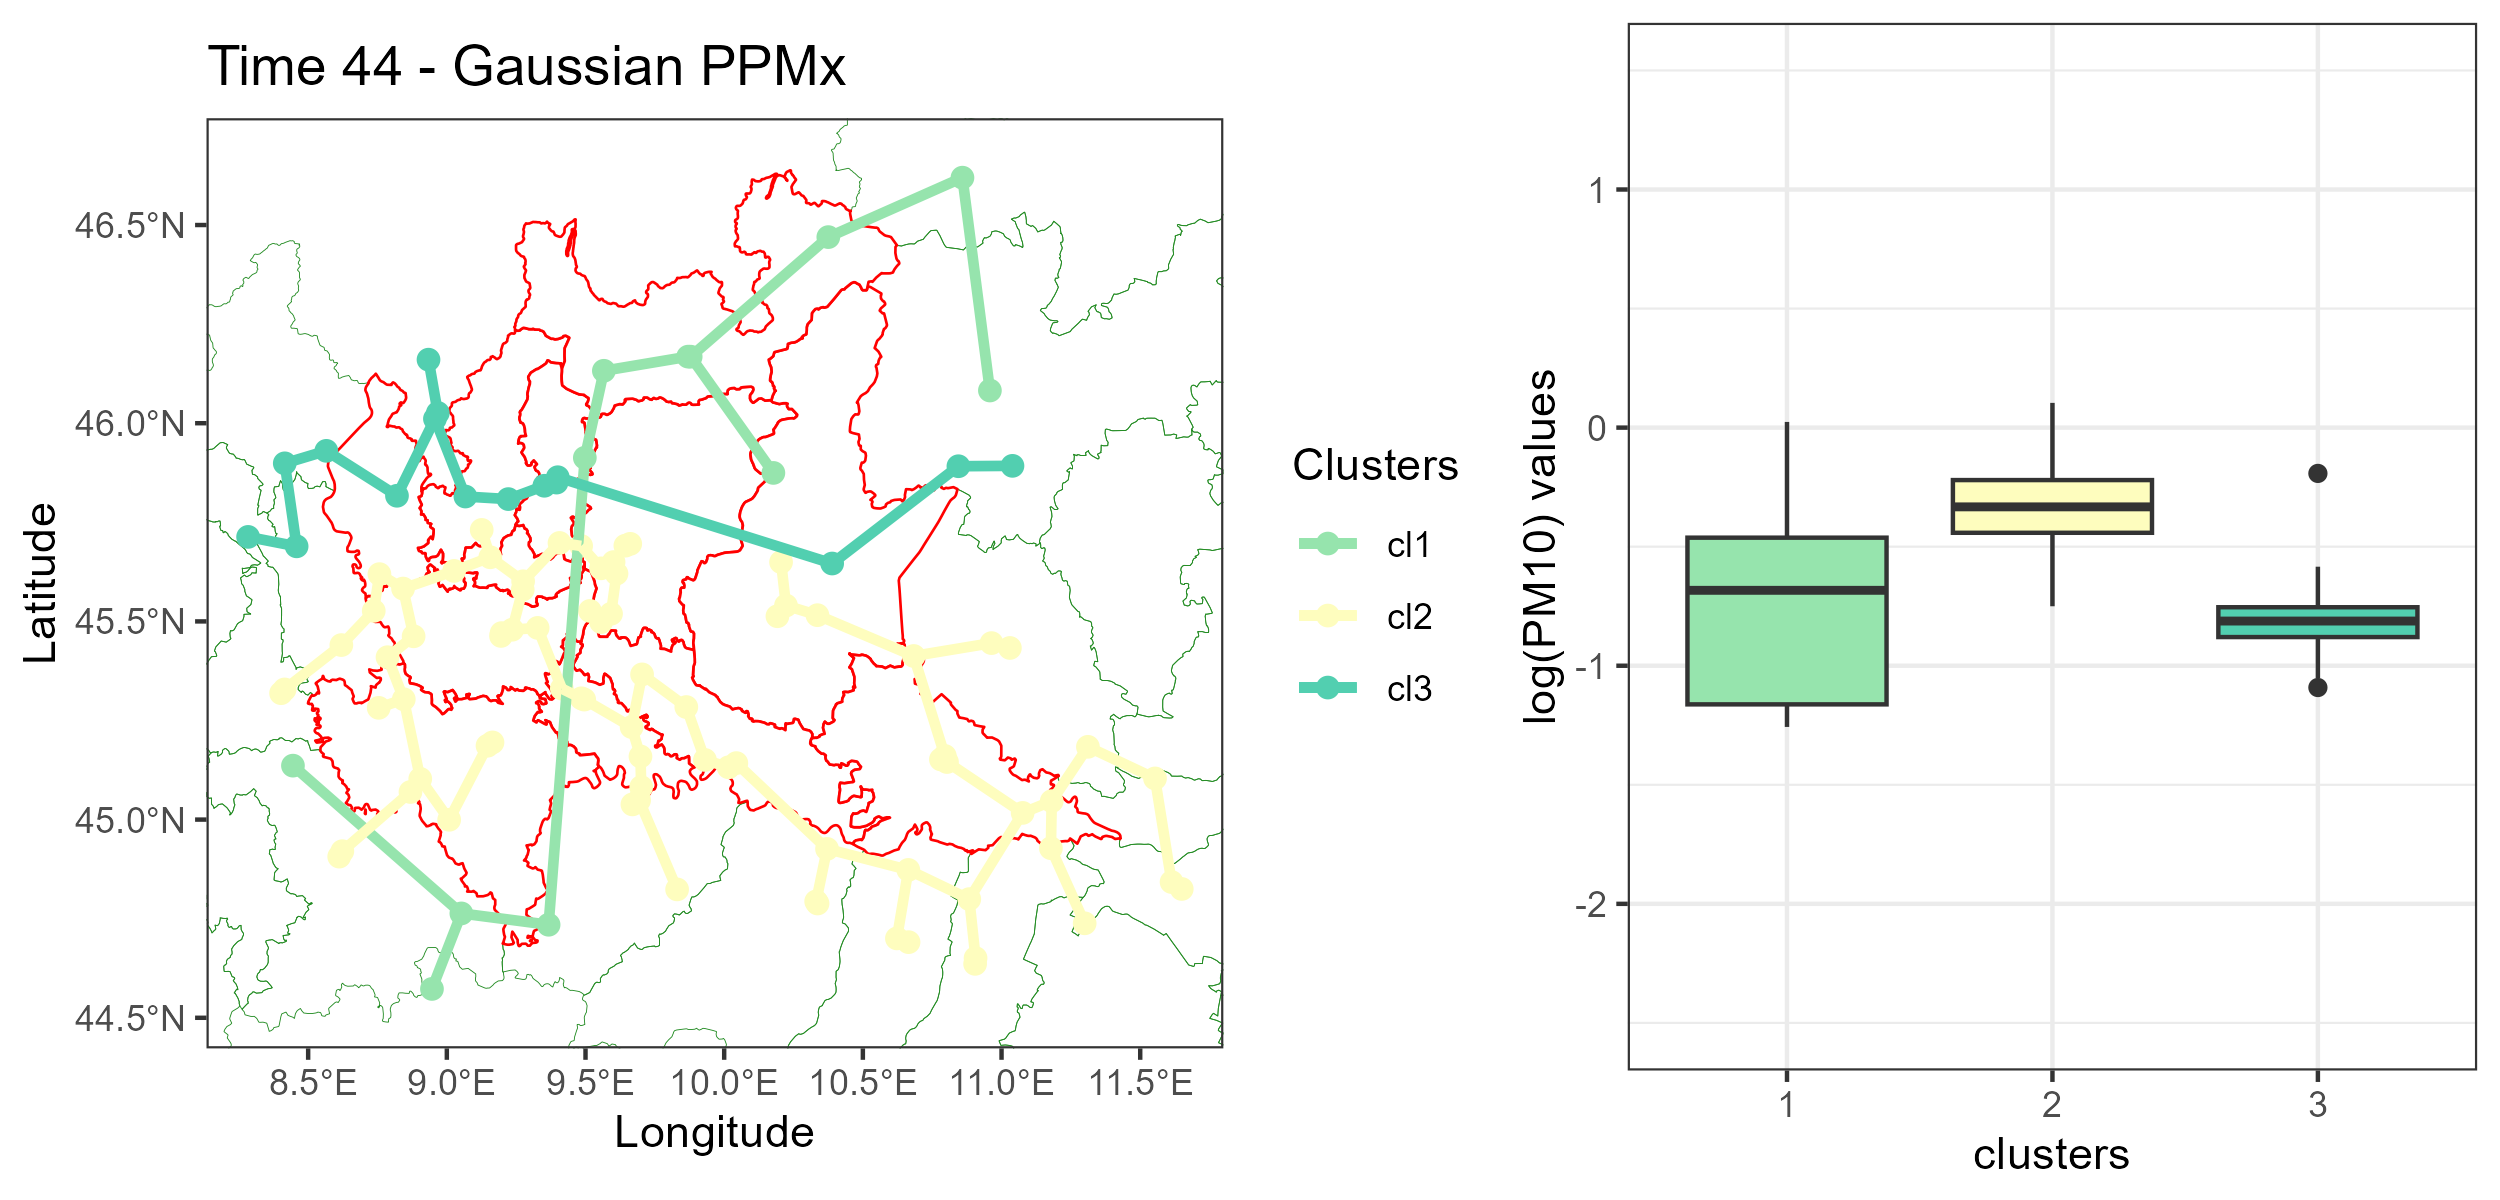 Time 44 - Gaussian PPMx
46.5°N
46.0°N
45.5°N
45.0°N
44.5°N
Latitude
8.5°E 9.0°E 9.5°E 10.0°E 10.5°E 11.0°E 11.5°E
Longitude
Clusters
cl1
cl2
cl3
log(PM10) values
1
0
-1
-2
1 2 3
clusters